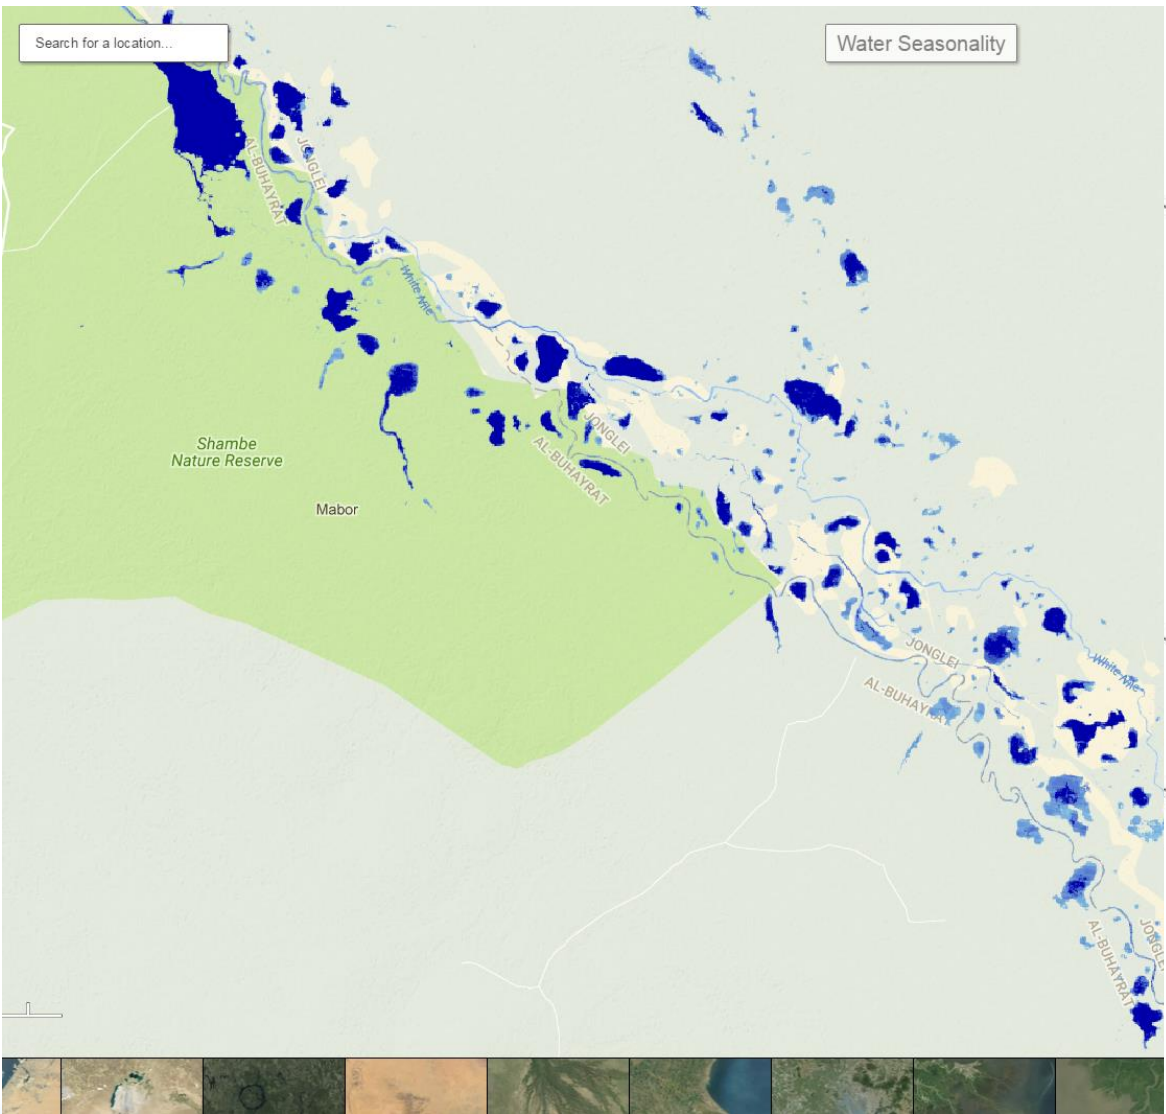 Search for a location...
Water Seasonality
JONGLEI
AL-BUHAYRAT
White Nile
JONGLEI
AL-BUHAYRAT
Shambe
Nature Reserve
Mabor
JONGLEI
White Nile
AL-BUHAYRAT
JONGLEI
AL-BUHAYRAT